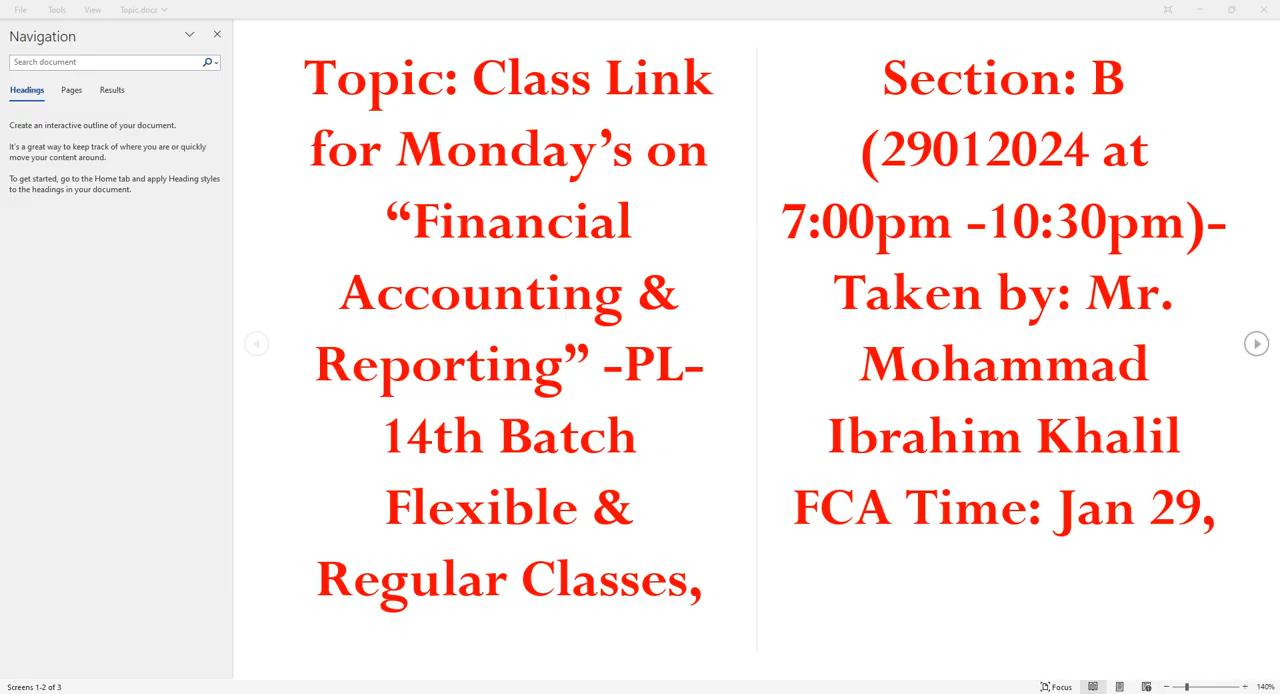 File Tools View Topic.docx
Navigation
Search document
Headings Pages Results
Create an interactive outline of your document.
It's a great way to keep track of where you are or quickly
move your content around.
To get started, go to the Home tab and apply Heading styles
to the headings in your document.
Topic: Class Link
for Monday’s on
“Financial
Accounting &
Reporting” -PL-
14th Batch
Flexible &
Regular Classes,
Section: B
(29012024 at
7:00pm -10:30pm)-
Taken by: Mr.
Mohammad
Ibrahim Khalil
FCA Time: Jan 29,
Screens 1-2 of 3
Focus
140%